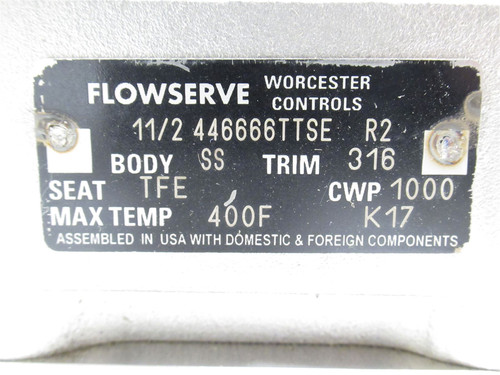 FLOWSERVE WORCESTER CONTROLS
11/2 446666TTSE R2
BODY SS TRIM 316
SEAT TFE CWP 1000
MAX TEMP 400F K17
ASSEMBLED IN USA WITH DOMESTIC & FOREIGN COMPONENTS